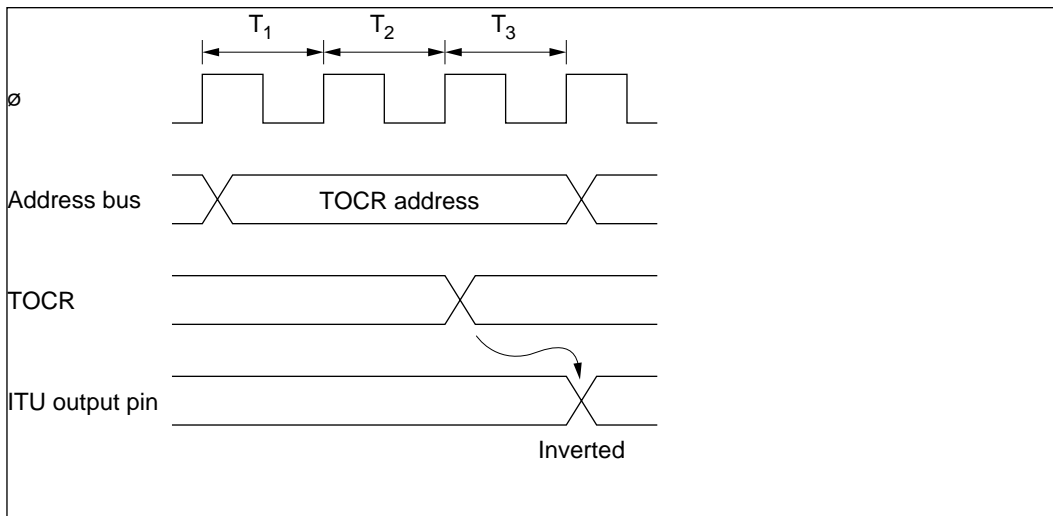 T1 T2 T3
ø
Address bus TOCR address
TOCR
ITU output pin
Inverted